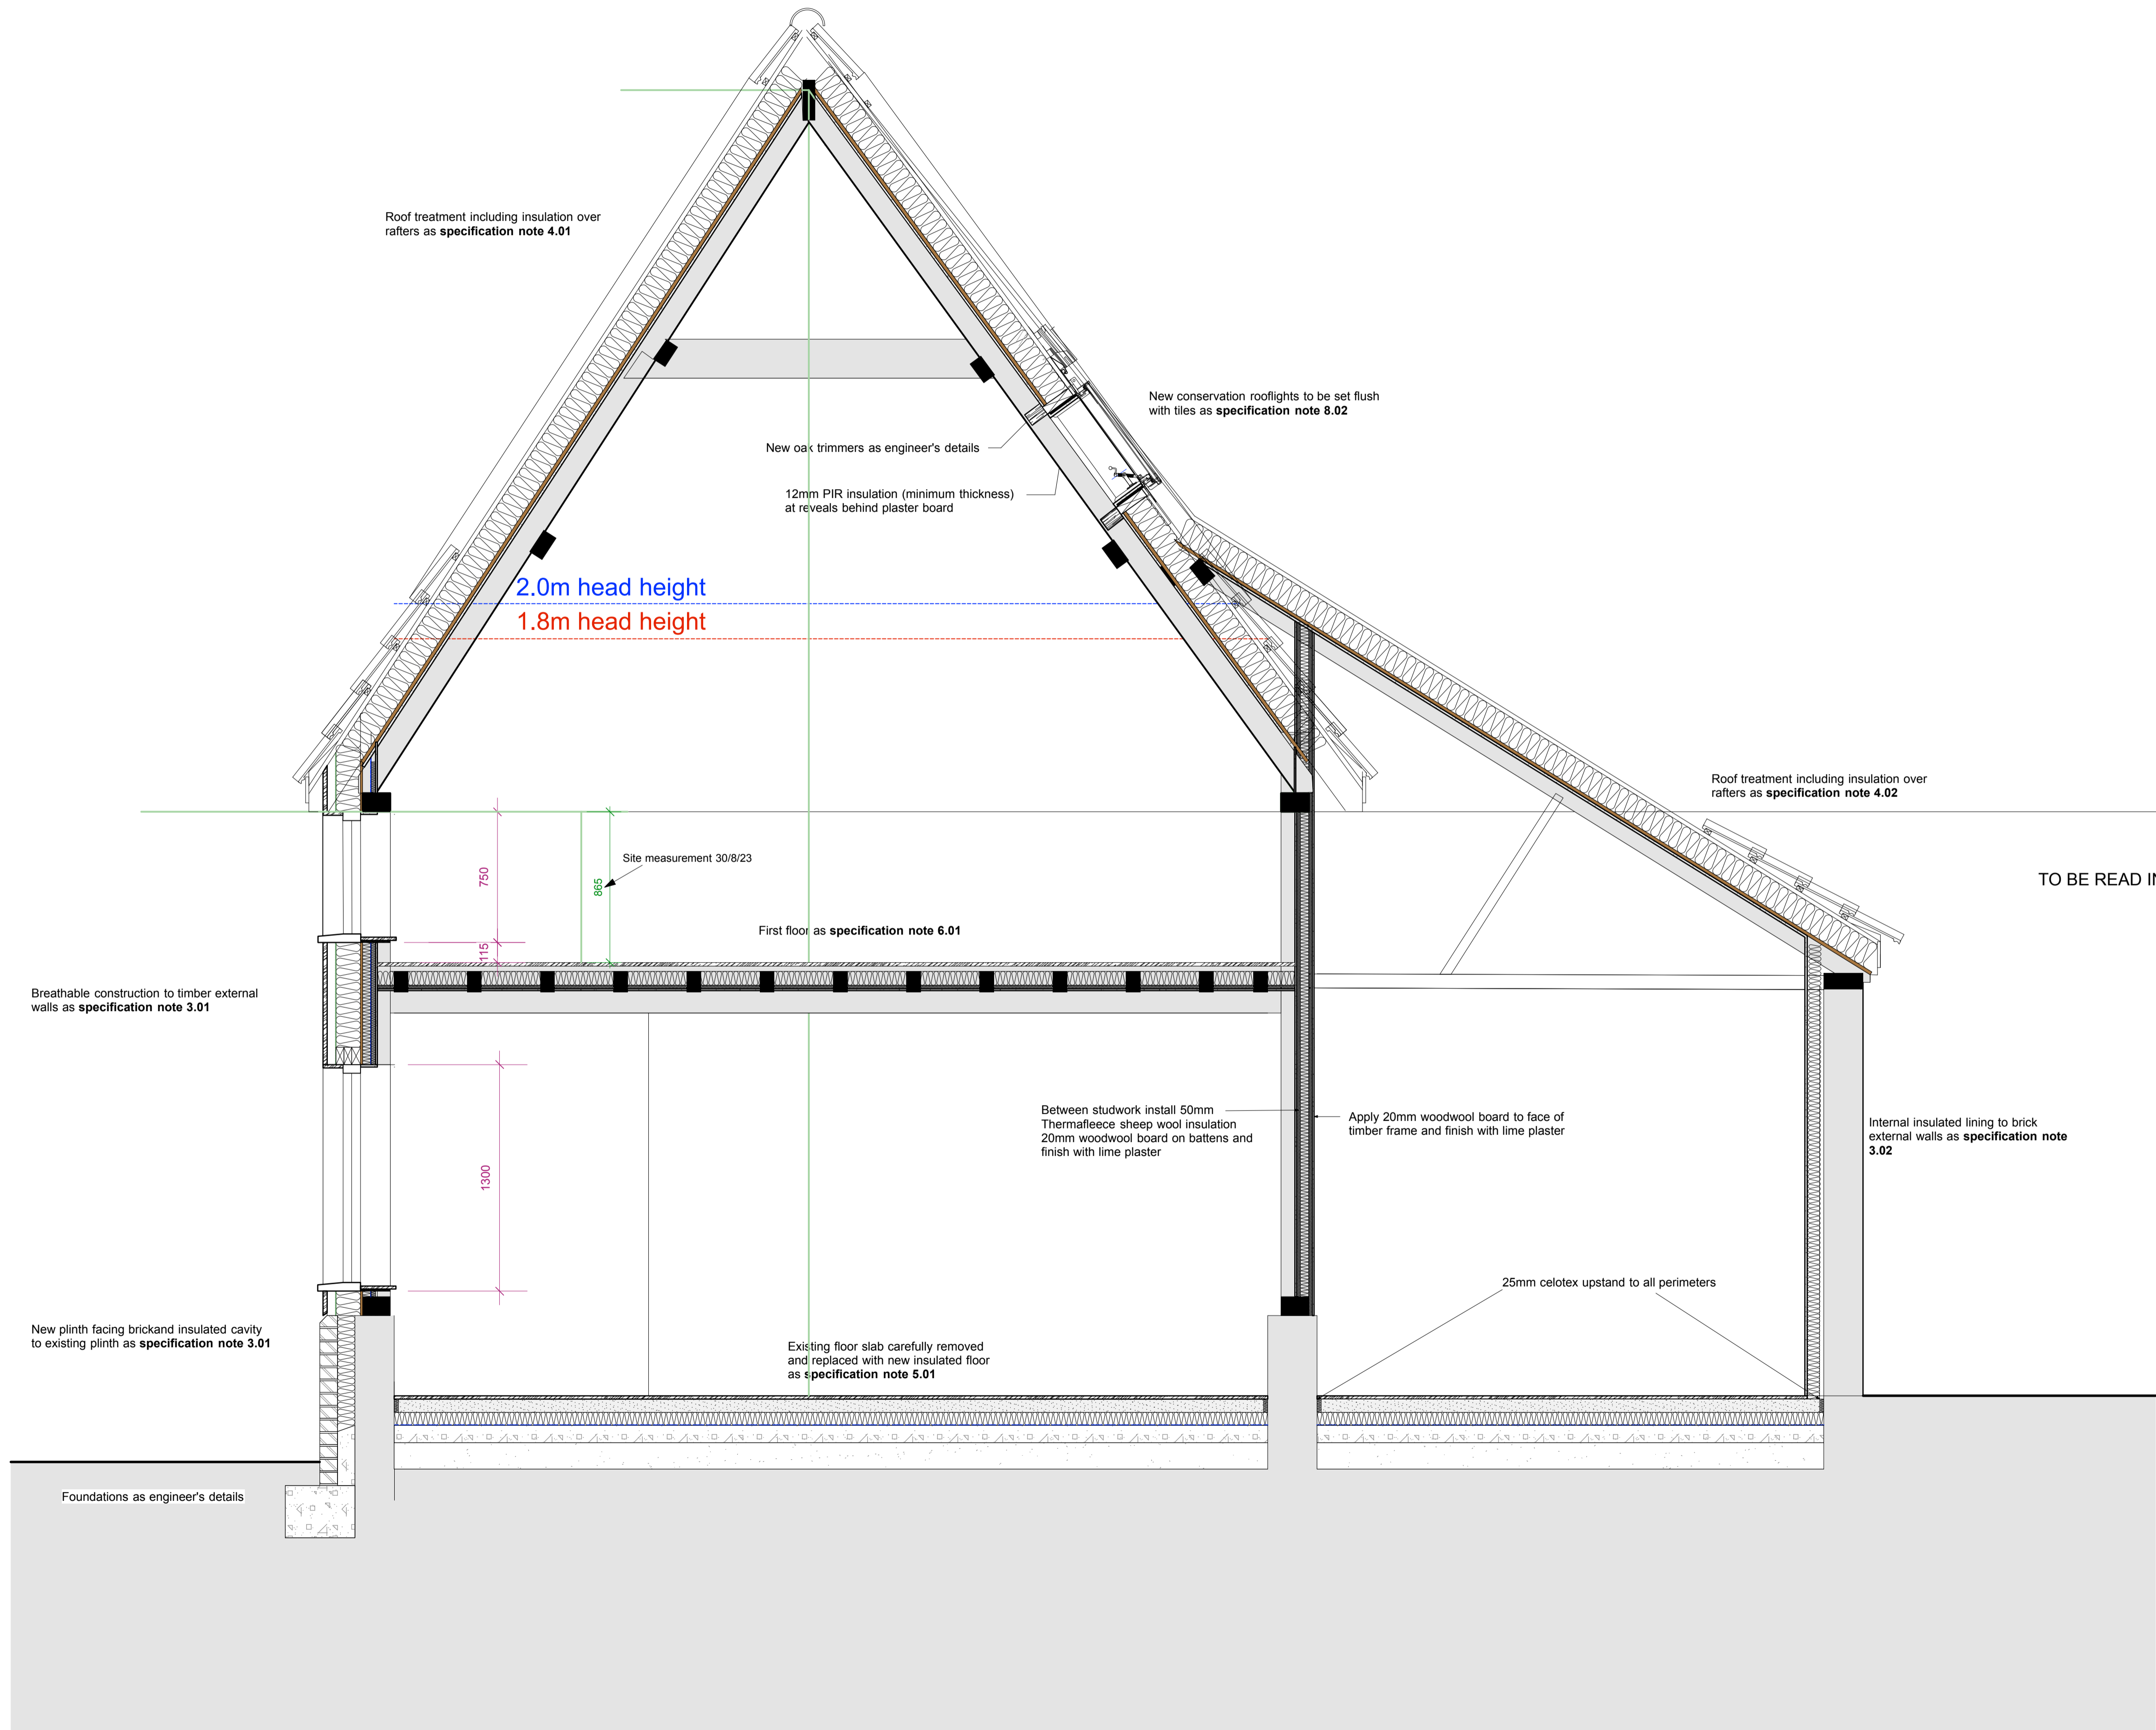 Roof treatment including insulation over
rafters as specification note 4.01
New conservation rooflights to be set flush
with tiles as specification note 8.02
New oak trimmers as engineer's details
12mm PIR insulation (minimum thickness)
at reveals behind plaster board
2.0m head height
1.8m head height
Roof treatment including insulation over
rafters as specification note 4.02
750
865
Site measurement 30/8/23
TO BE READ IN
115
First floor as specification note 6.01
Breathable construction to timber external
walls as specification note 3.01
1300
Between studwork install 50mm
Thermafleece sheep wool insulation
20mm woodwool board on battens and
finish with lime plaster
Apply 20mm woodwool board to face of
timber frame and finish with lime plaster
Internal insulated lining to brick
external walls as specification note
3.02
25mm celotex upstand to all perimeters
New plinth facing brickand insulated cavity
to existing plinth as specification note 3.01
Existing floor slab carefully removed
and replaced with new insulated floor
as specification note 5.01
Foundations as engineer's details